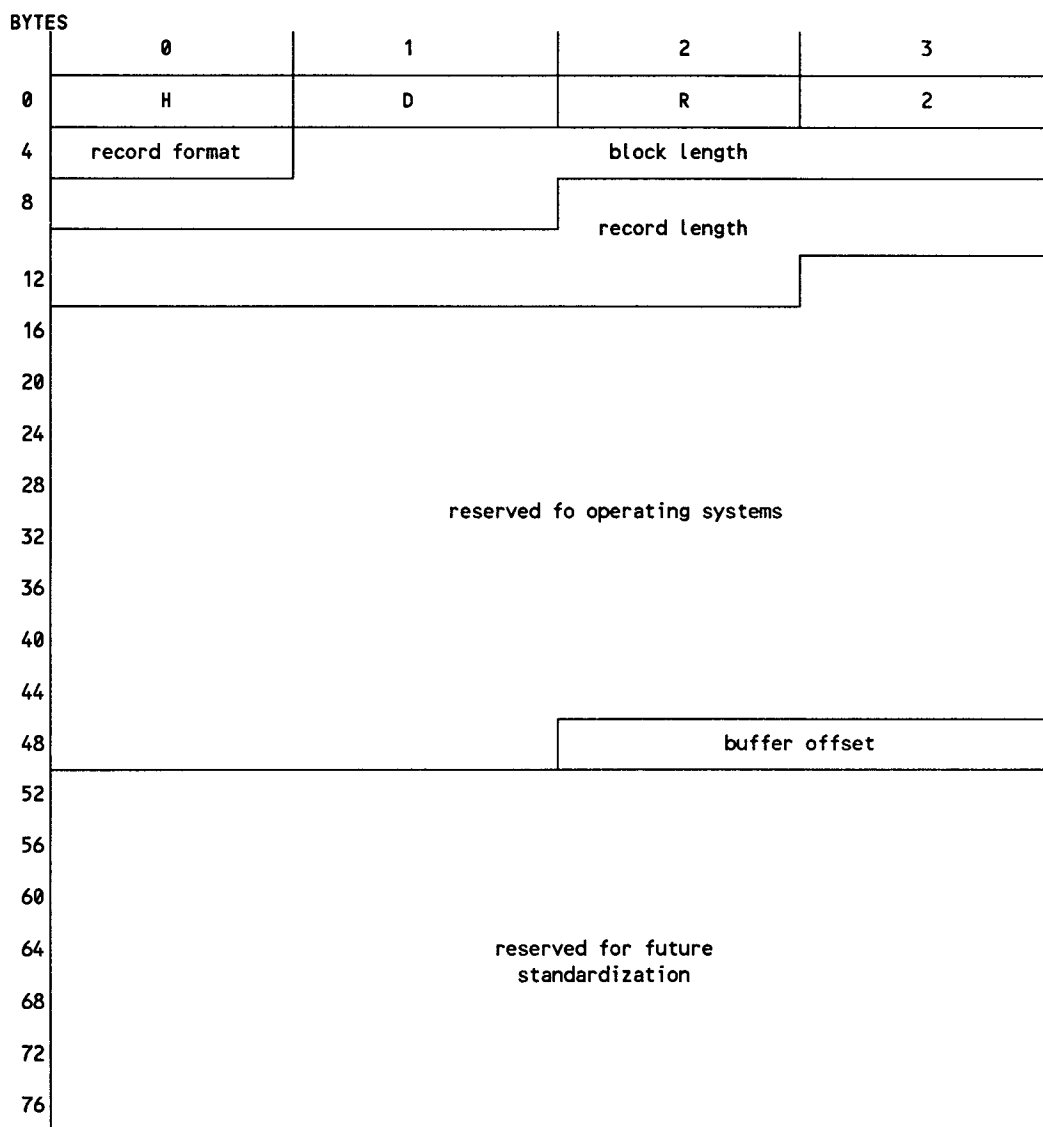 BYTES
0 1 2 3
0 H D R 2
4 record format block length
8
record length
12
16
20
24
28
reserved fo operating systems
32
36
40
44
48 buffer offset
52
56
60
64 reserved for future
standardization
68
72
76